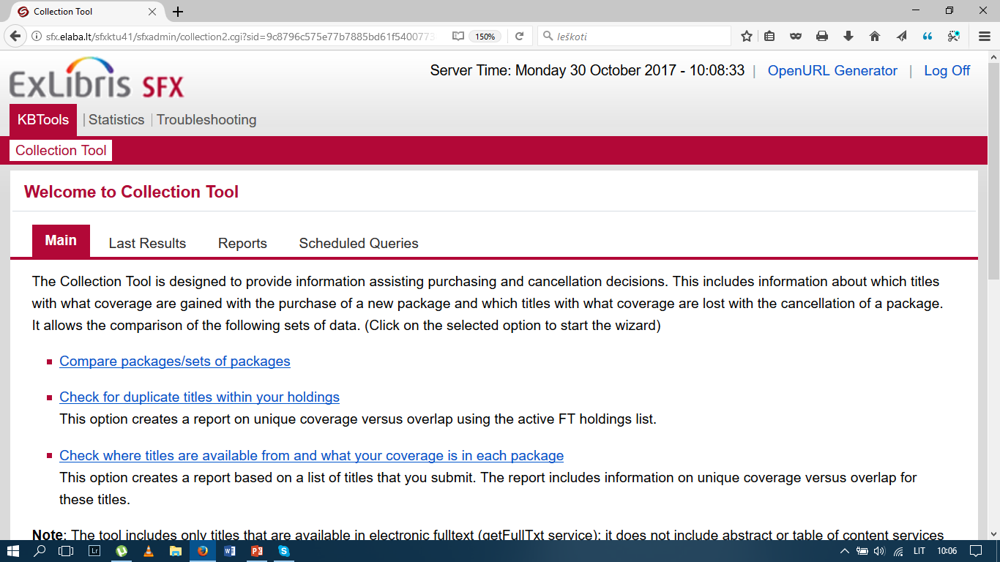 Collection Tool
sfx.elaba.lt/sfxktu41/sfxadmin/collection2.cgi?sid=9c8796c575e77b7885bd61f5400773
150%
Ieškoti
ExLibris SFX
Server Time: Monday 30 October 2017 - 10:08:33 | OpenURL Generator | Log Off
KBTools | Statistics | Troubleshooting
Collection Tool
Welcome to Collection Tool
Main Last Results Reports Scheduled Queries
The Collection Tool is designed to provide information assisting purchasing and cancellation decisions. This includes information about which titles
with what coverage are gained with the purchase of a new package and which titles with what coverage are lost with the cancellation of a package.
It allows the comparison of the following sets of data. (Click on the selected option to start the wizard)
Compare packages/sets of packages
Check for duplicate titles within your holdings
This option creates a report on unique coverage versus overlap using the active FT holdings list.
Check where titles are available from and what your coverage is in each package
This option creates a report based on a list of titles that you submit. The report includes information on unique coverage versus overlap for
these titles.
Note: The tool includes only titles that are available in electronic fulltext (getFullTxt service); it does not include abstract or table of content services
Lr
LIT 10:06